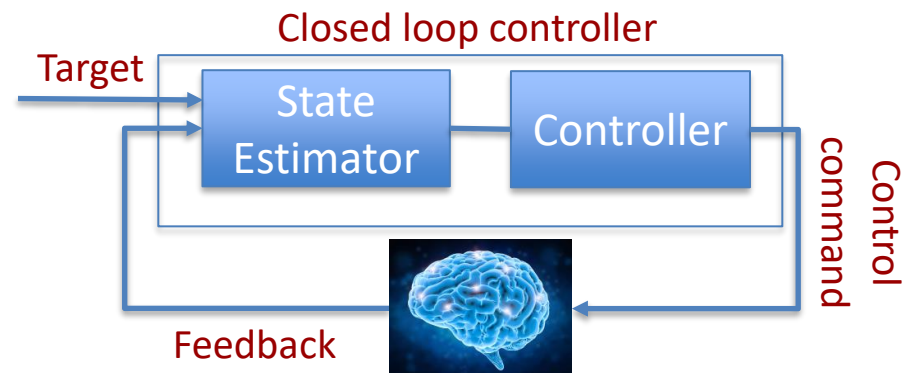 Closed loop controller
Target
State
Estimator
Controller
Control
command
Feedback